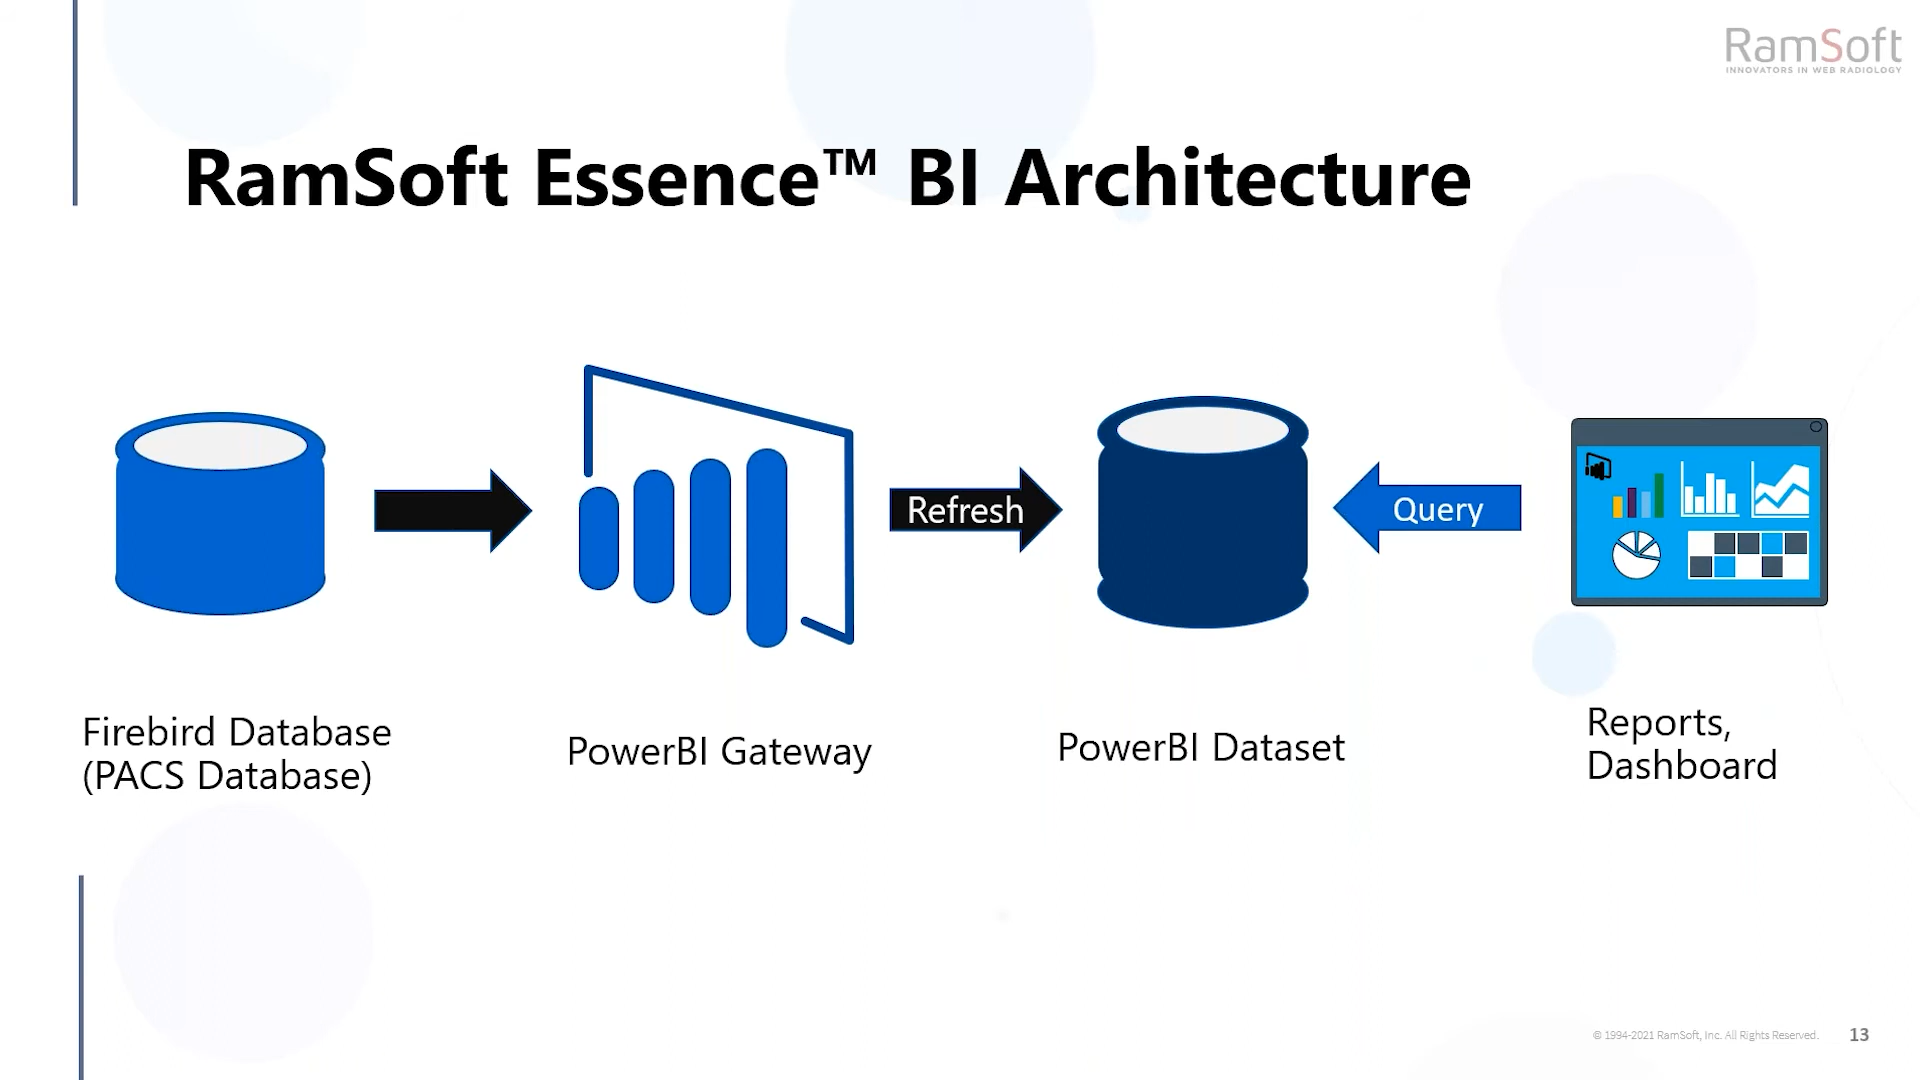 RamSoft
INNOVATORS IN WEB RADIOLOGY
RamSoft Essence™ BI Architecture
Refresh
Query
Firebird Database
(PACS Database)
PowerBI Gateway
PowerBI Dataset
Reports,
Dashboard
© 1994-2021 RamSoft, Inc. All Rights Reserved.
13